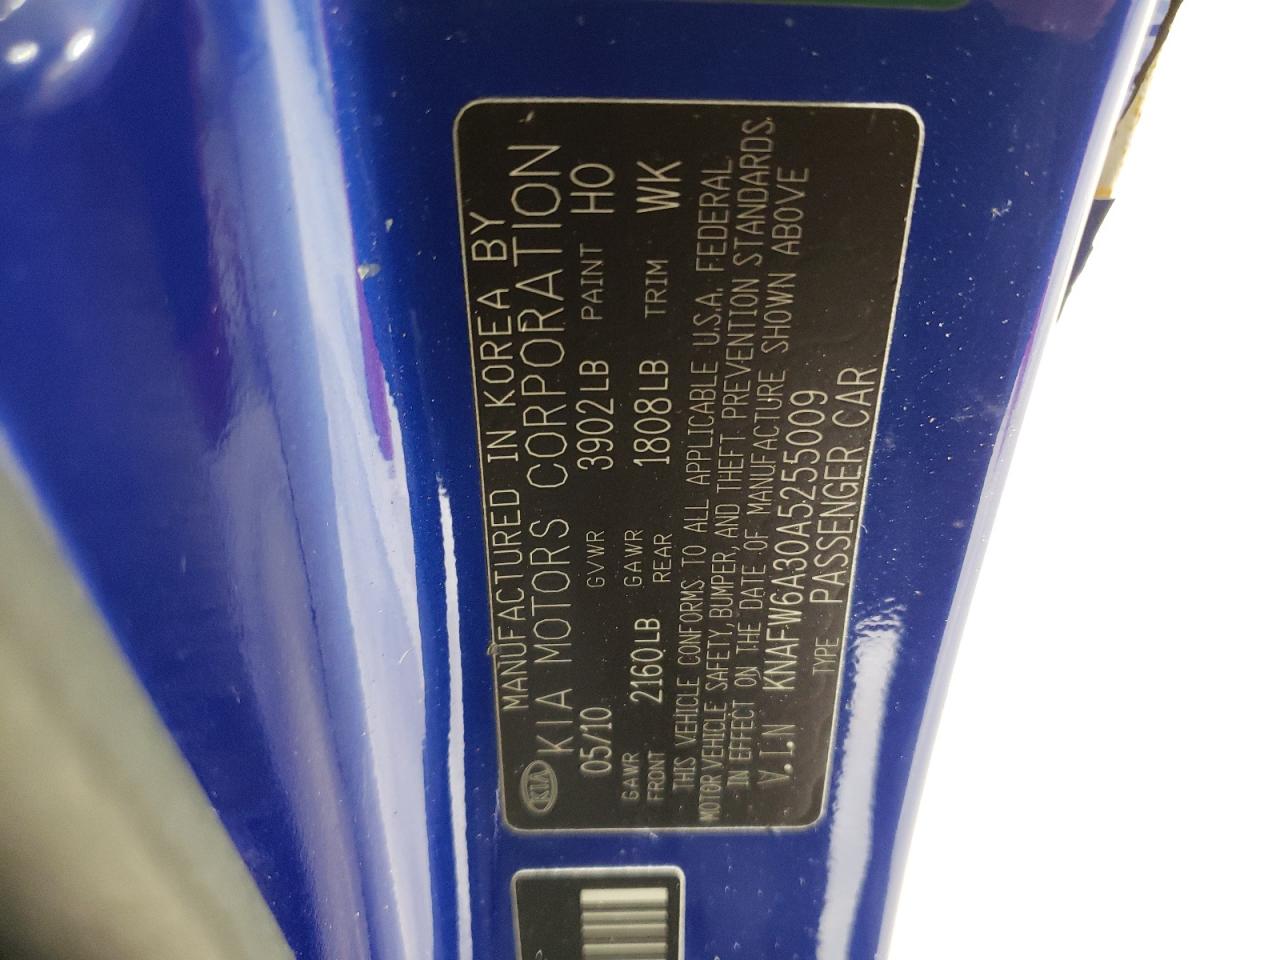 MANUFACTURED IN KOREA BY
KIA KIA MOTORS CORPORATION
05/10 GVWR 3902LB PAINT HO
GAWR FRONT 2160LB GAWR REAR 1808LB TRIM WK
THIS VEHICLE CONFORMS TO ALL APPLICABLE U.S.A. FEDERAL
MOTOR VEHICLE SAFETY, BUMPER, AND THEFT PREVENTION STANDARDS
IN EFFECT ON THE DATE OF MANUFACTURE SHOWN ABOVE
V.I.N KNAFW6A30A5255009
TYPE PASSENGER CAR